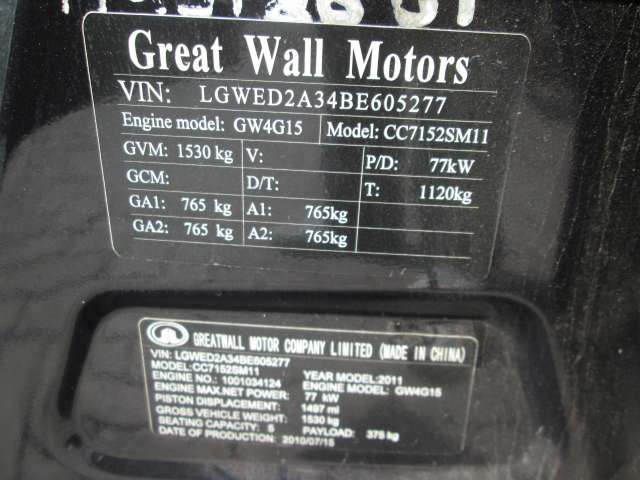 Great Wall Motors
VIN: LGWED2A34BE605277
Engine model: GW4G15 Model: CC7152SM11
GVM: 1530 kg V: P/D: 77kW
GCM: D/T: T: 1120kg
GA1: 765 kg A1: 765kg
GA2: 765 kg A2: 765kg
GREATWALL MOTOR COMPANY LIMITED (MADE IN CHINA)
VIN: LGWED2A34BE605277
MODEL:CC7152SM11 YEAR MODEL:2011
ENGINE NO.: 1001034124 ENGINE MODEL: GW4G15
ENGINE MAX.NET POWER: 77 kW
PISTON DISPLACEMENT: 1497 ml
GROSS VEHICLE WEIGHT: 1530 kg
SEATING CAPACITY: 5 PAYLOAD: 375 kg
DATE OF PRODUCTION: 2010/07/15